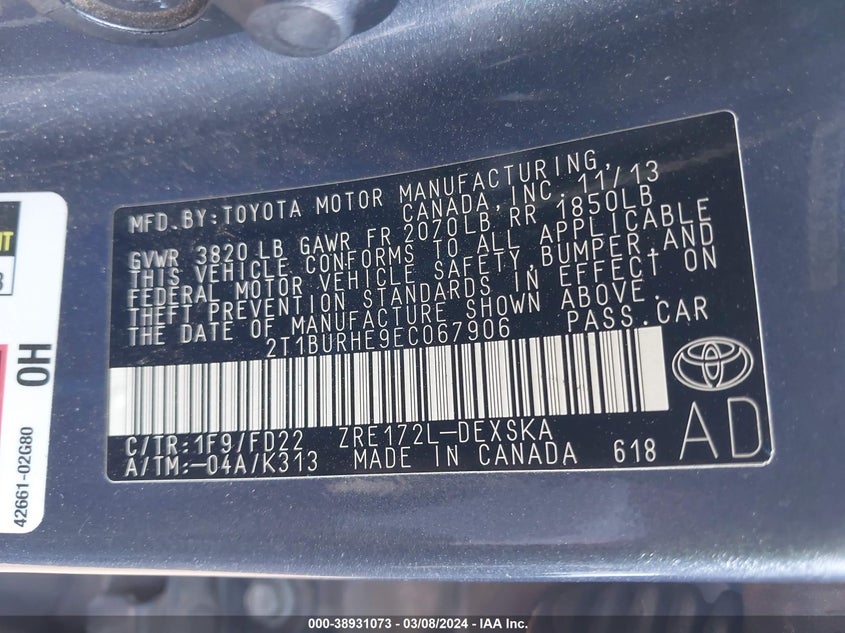 MFD.BY:TOYOTA MOTOR MANUFACTURING,
CANADA,INC. 11/13
GVWR 3820 LB GAWR FR 2070LB,RR 1850LB
THIS VEHICLE CONFORMS TO ALL APPLICABLE
FEDERAL MOTOR VEHICLE SAFETY,BUMPER,AND
THEFT PREVENTION STANDARDS IN EFFECT ON
THE DATE OF MANUFACTURE SHOWN ABOVE.
2T1BURHE9EC067906 PASS.CAR
C/TR:1F9/FD22 ZRE172L-DEXSKA
A/TM:-04A/K313 MADE IN CANADA 618
AD
OH
42661-02G80
000-38931073 - 03/08/2024 - IAA Inc.